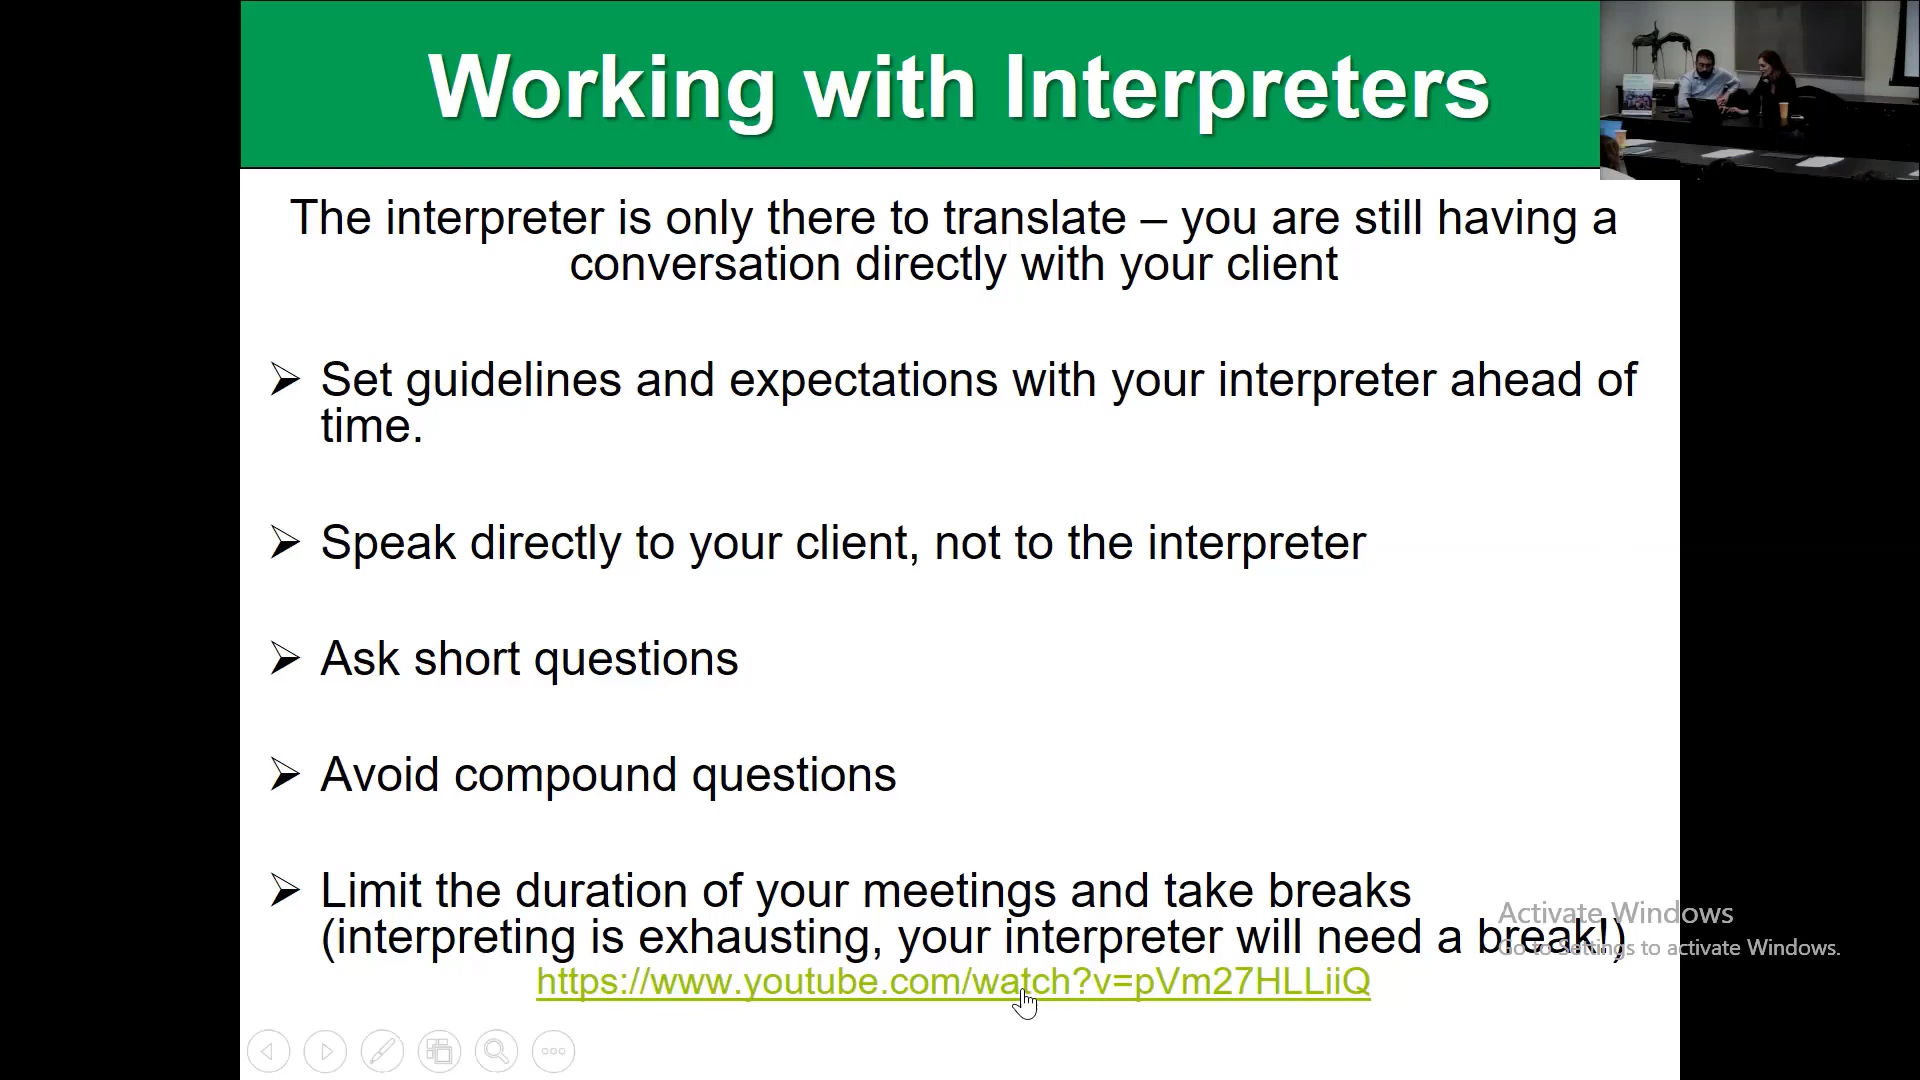 Working with Interpreters
The interpreter is only there to translate – you are still having a
conversation directly with your client
➢ Set guidelines and expectations with your interpreter ahead of
time.
➢ Speak directly to your client, not to the interpreter
➢ Ask short questions
➢ Avoid compound questions
➢ Limit the duration of your meetings and take breaks
(interpreting is exhausting, your interpreter will need a break!)
https://www.youtube.com/watch?v=pVm27HLLiiQ
Activate Windows
Go to Settings to activate Windows.